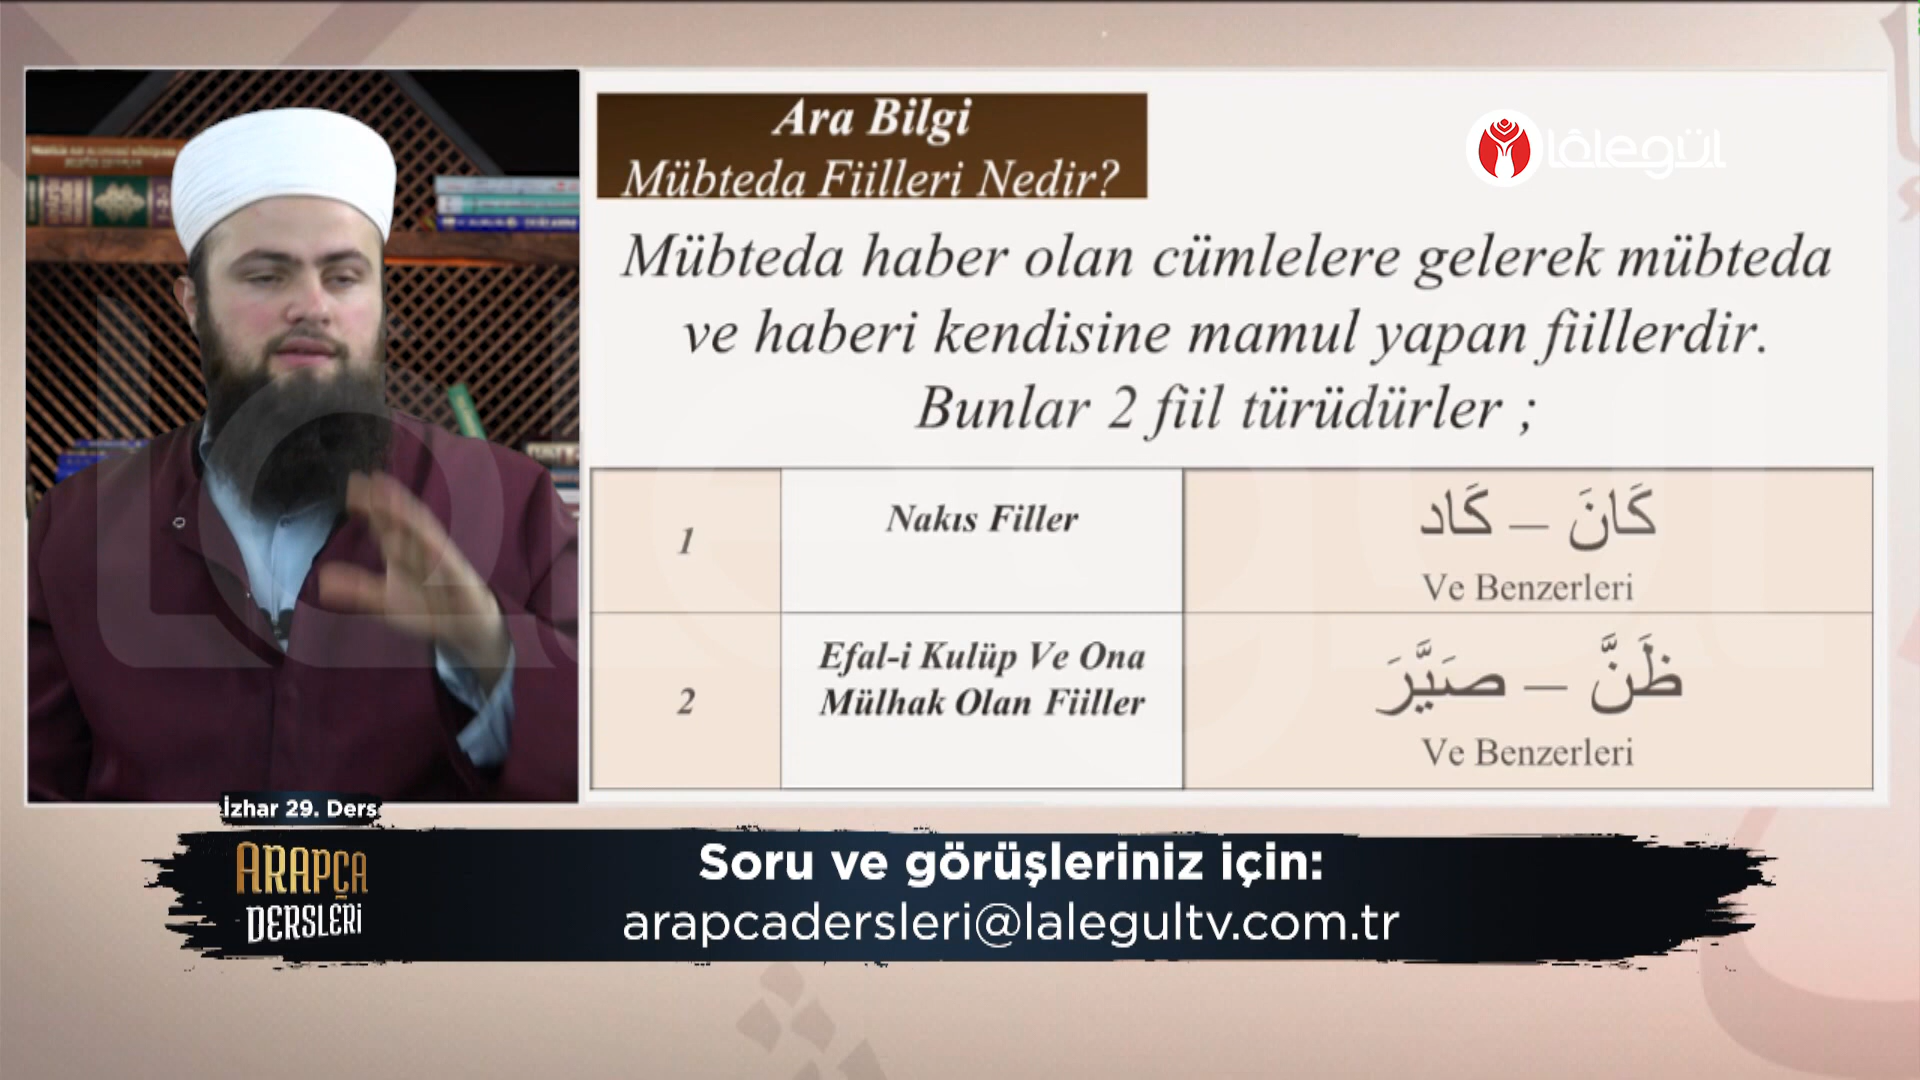 Ara Bilgi
Mübteda Fiilleri Nedir?
lâlegül
Mübteda haber olan cümlelere gelerek mübteda
ve haberi kendisine mamul yapan fiillerdir.
Bunlar 2 fiil türüdürler ;
1
Nakıs Filler
كَانَ – كَاد
Ve Benzerleri
2
Efal-i Kulüp Ve Ona
Mülhak Olan Fiiller
ظَنَّ – صَيَّرَ
Ve Benzerleri
İzhar 29. Ders
ARAPÇA
DERSLERİ
Soru ve görüşleriniz için:
arapcadersleri@lalegultv.com.tr